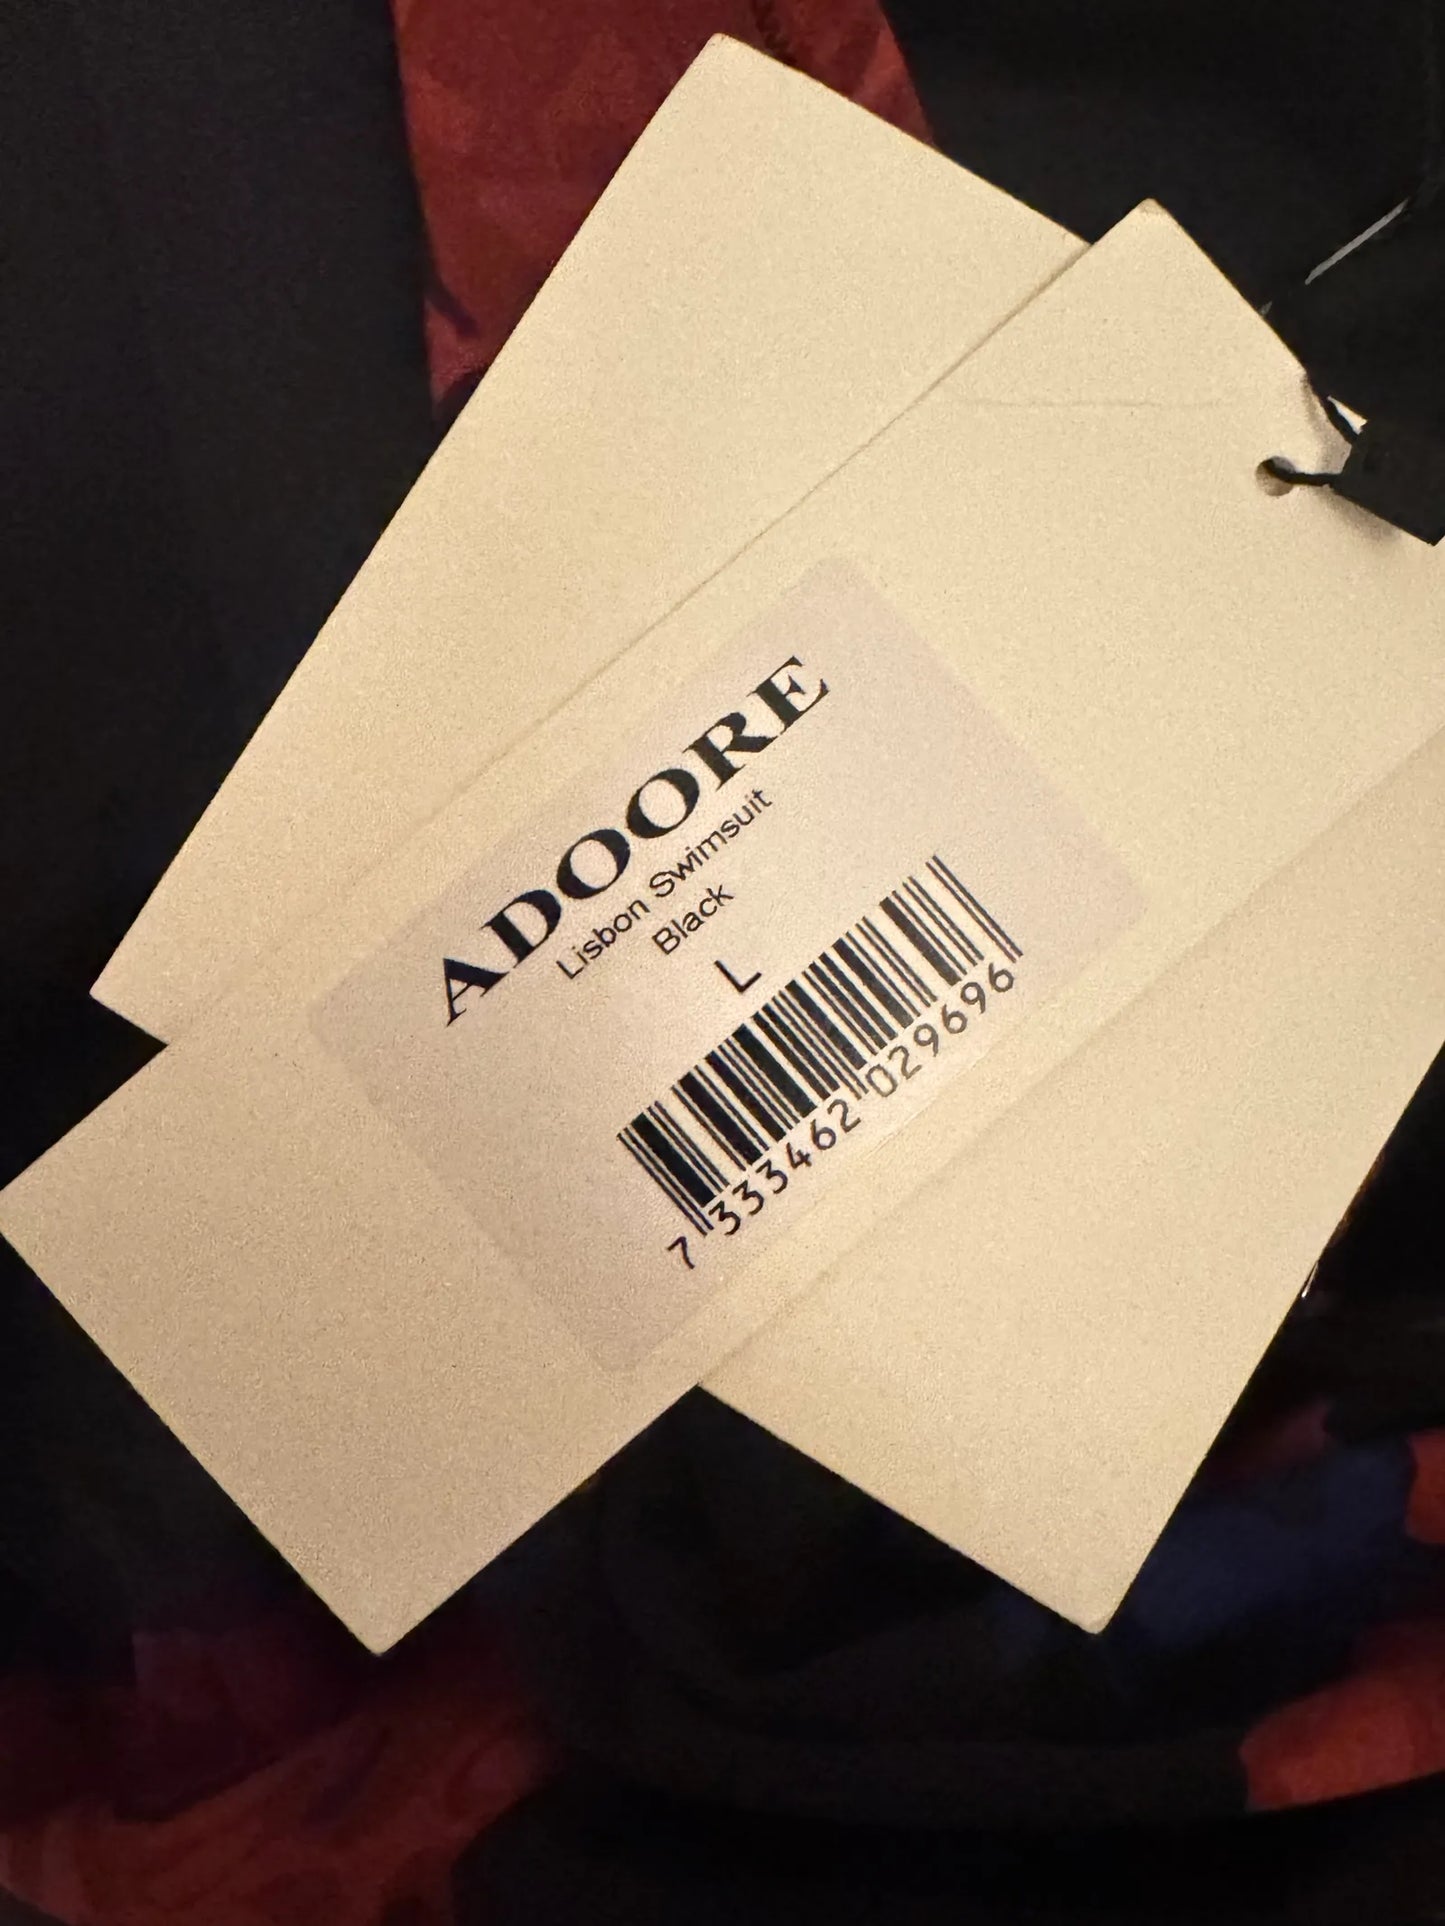 ADOORE
Lisbon Swimsuit
Black
L
7 333462 029696